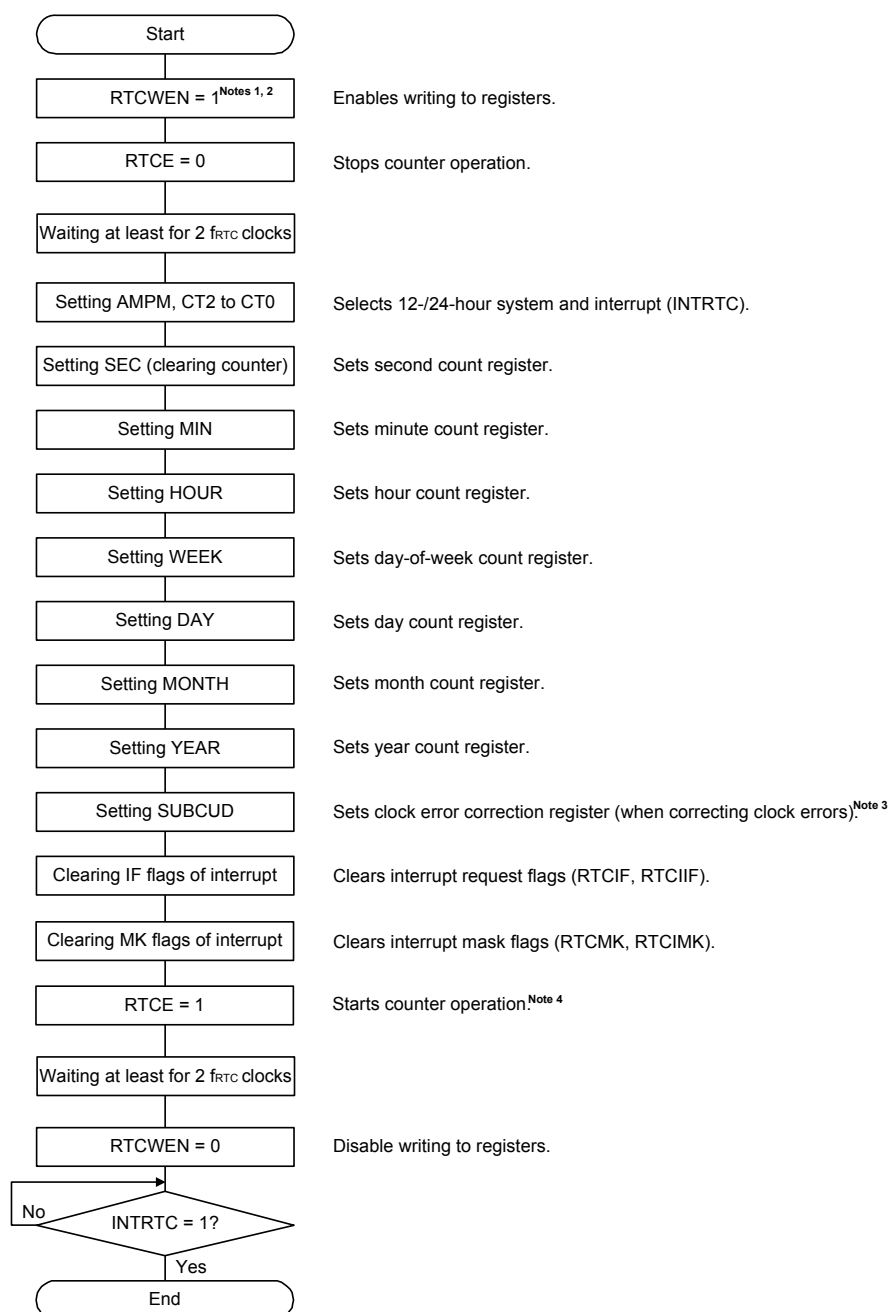 Start
RTCWEN = 1Notes 1, 2 Enables writing to registers.
RTCE = 0 Stops counter operation.
Waiting at least for 2 fRTC clocks
Setting AMPM, CT2 to CT0 Selects 12-/24-hour system and interrupt (INTRTC).
Setting SEC (clearing counter) Sets second count register.
Setting MIN Sets minute count register.
Setting HOUR Sets hour count register.
Setting WEEK Sets day-of-week count register.
Setting DAY Sets day count register.
Setting MONTH Sets month count register.
Setting YEAR Sets year count register.
Setting SUBCUD Sets clock error correction register (when correcting clock errors).Note 3
Clearing IF flags of interrupt Clears interrupt request flags (RTCIF, RTCIIF).
Clearing MK flags of interrupt Clears interrupt mask flags (RTCMK, RTCIMK).
RTCE = 1 Starts counter operation.Note 4
Waiting at least for 2 fRTC clocks
RTCWEN = 0 Disable writing to registers.
No
INTRTC = 1?
Yes
End